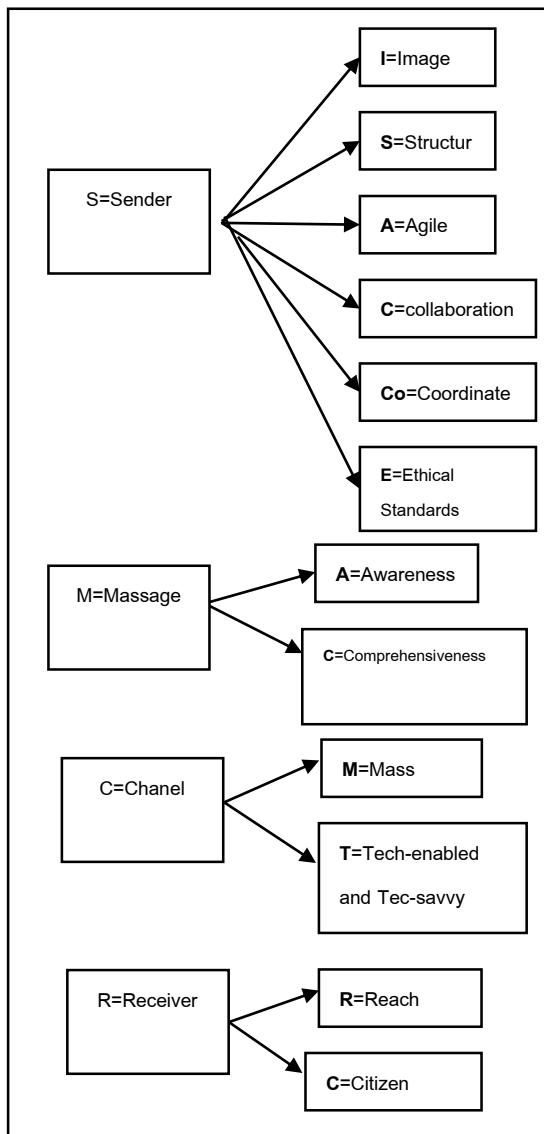 S=Sender
I=Image
S=Structur
A=Agile
C=collaboration
Co=Coordinate
E=Ethical
Standards
M=Massage
A=Awareness
C=Comprehensiveness
C=Chanel
M=Mass
T=Tech-enabled
and Tec-savvy
R=Receiver
R=Reach
C=Citizen